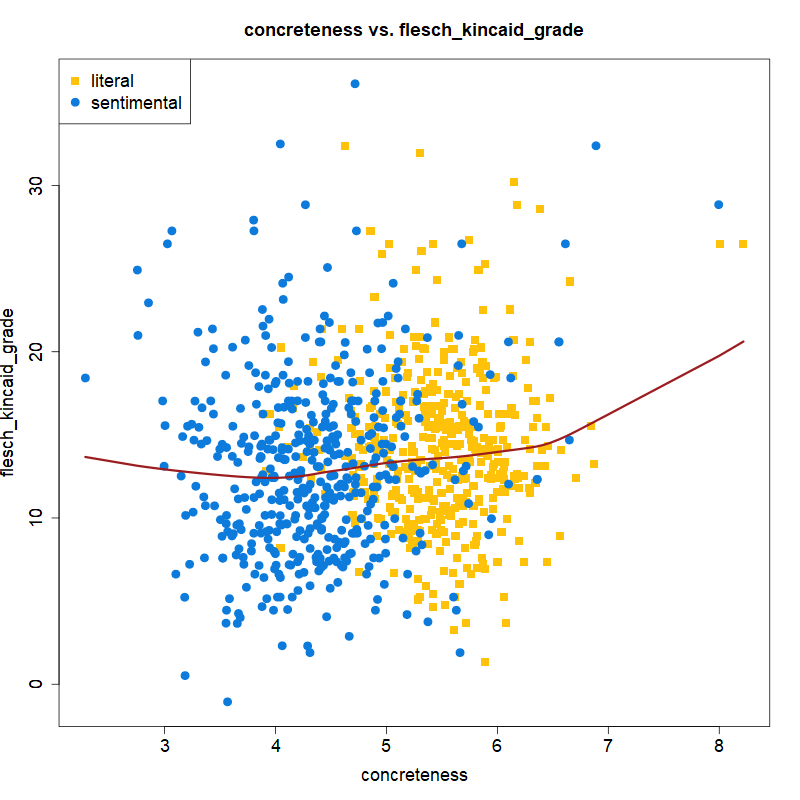 concreteness vs. flesch_kincaid_grade
literal
sentimental
flesch_kincaid_grade
30
20
10
0
3 4 5 6 7 8
concreteness